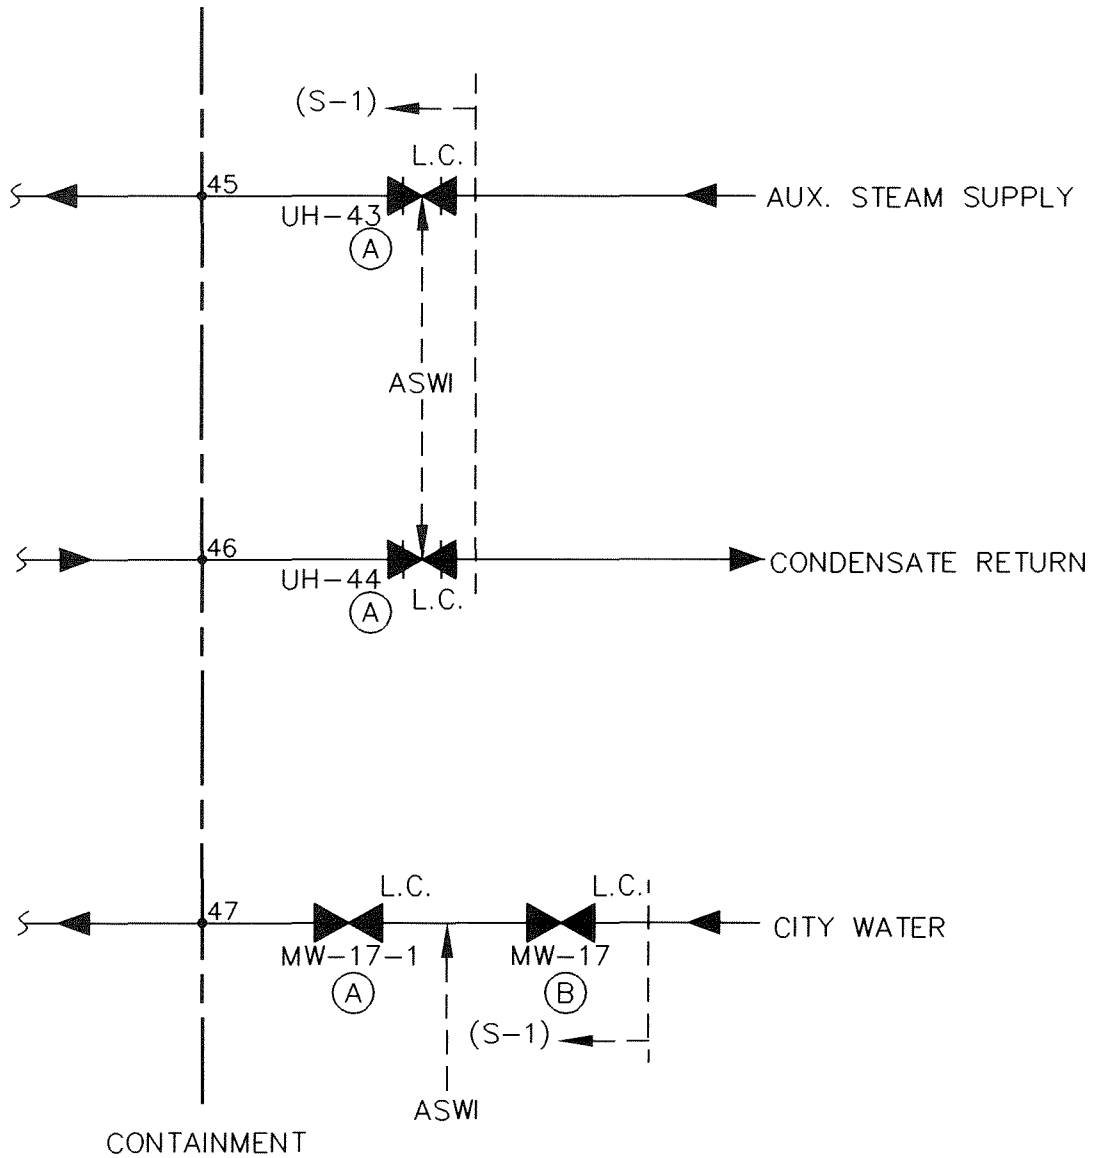 (S-1)
L.C.
45
AUX. STEAM SUPPLY
UH-43
A
ASWI
46
CONDENSATE RETURN
UH-44
L.C.
A
L.C.
L.C.
47
CITY WATER
MW-17-1
MW-17
A
B
(S-1)
ASWI
CONTAINMENT